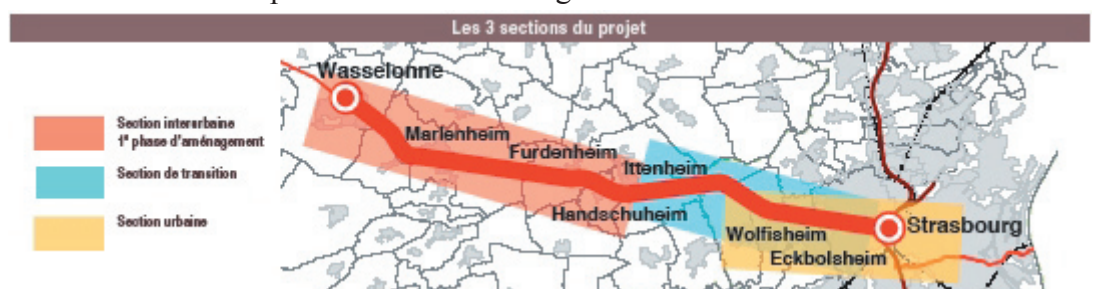 Les 3 sections du projet
Wasselonne
Section interurbaine
1e phase d'aménagement
Marlenheim
Furdenheim
Ittenheim
Section de transition
Handschuheim
Section urbaine
Strasbourg
Wolfisheim
Eckbolsheim